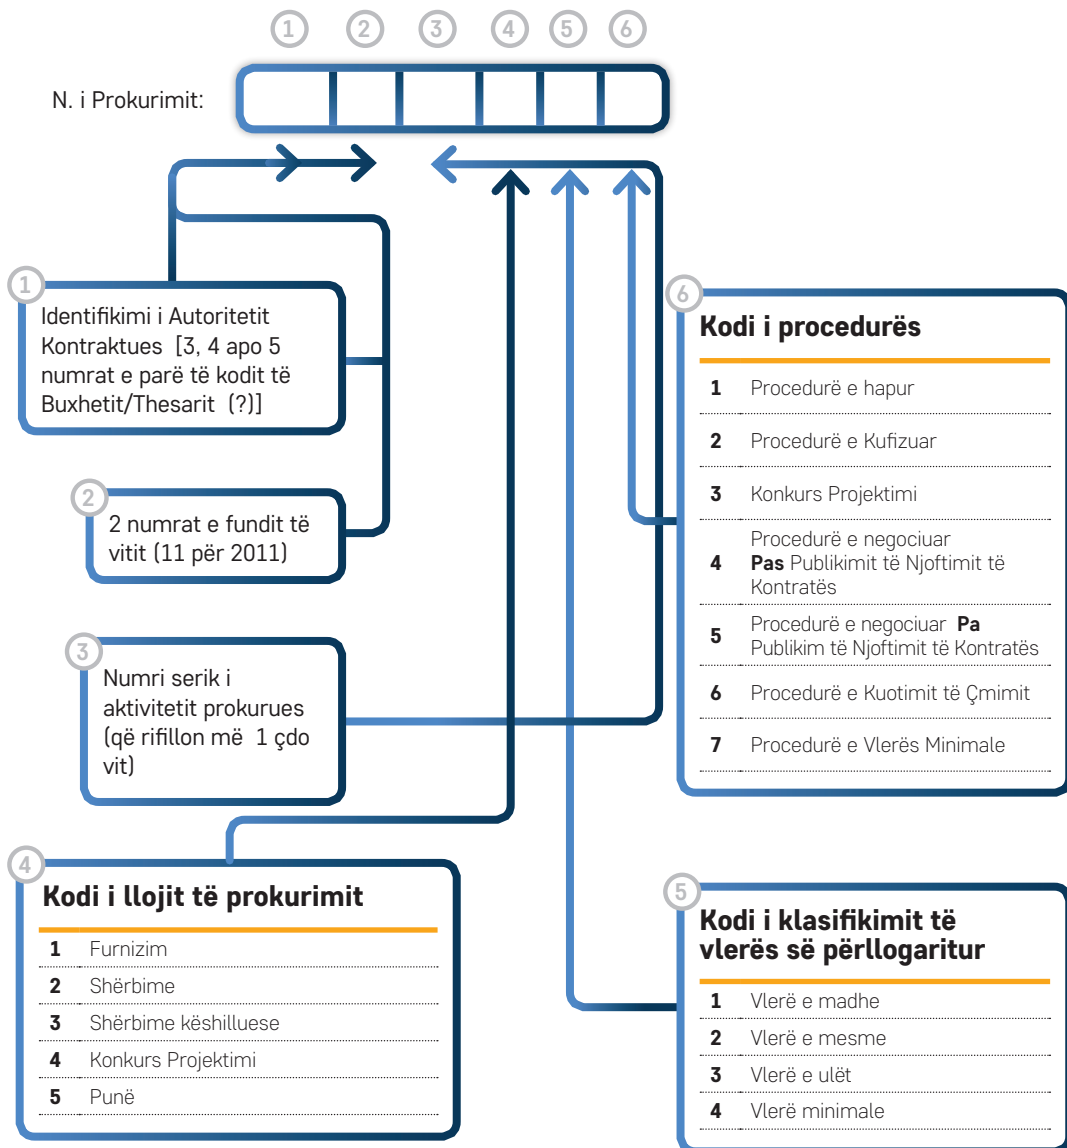 1 2 3 4 5 6
N. i Prokurimit:
1
Identifikimi i Autoritetit
Kontraktues [3, 4 apo 5
numrat e parë të kodit të
Buxhetit/Thesarit (?)]
2
2 numrat e fundit të
vitit (11 për 2011)
3
Numri serik i
aktivitetit prokurues
(që rifillon më 1 çdo
vit)
4
Kodi i llojit të prokurimit
1 Furnizim
2 Shërbime
3 Shërbime këshilluese
4 Konkurs Projektimi
5 Punë
6
Kodi i procedurës
1 Procedurë e hapur
2 Procedurë e Kufizuar
3 Konkurs Projektimi
Procedurë e negociuar
4 Pas Publikimit të Njoftimit të
Kontratës
5 Procedurë e negociuar Pa
Publikim të Njoftimit të Kontratës
6 Procedurë e Kuotimit të Çmimit
7 Procedurë e Vlerës Minimale
5
Kodi i klasifikimit të
vlerës së përllogaritur
1 Vlerë e madhe
2 Vlerë e mesme
3 Vlerë e ulët
4 Vlerë minimale